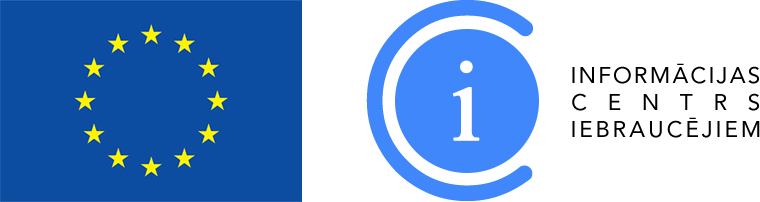 i
INFORMĀCIJAS
CENTRS
IEBRAUCĒJIEM